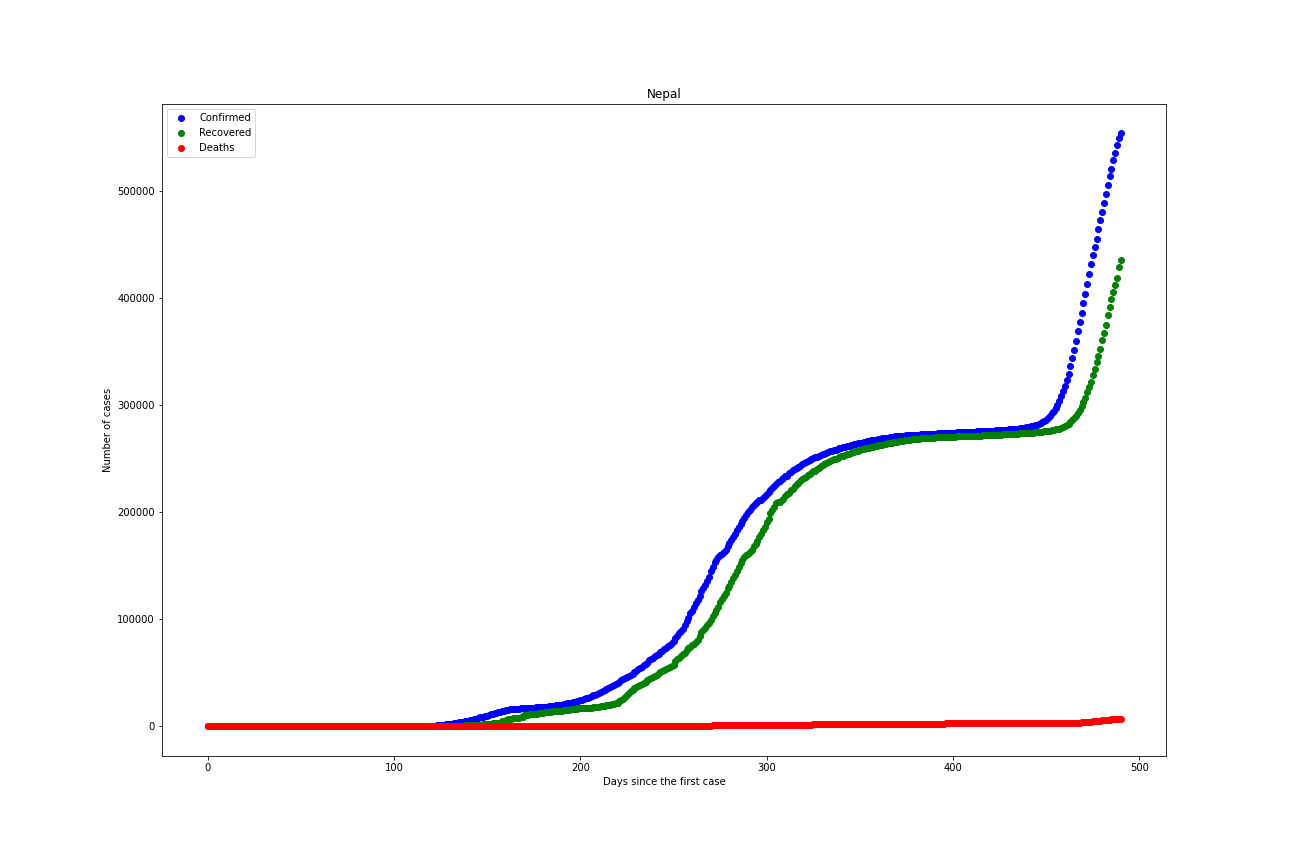 Nepal
Confirmed
Recovered
Deaths
500000
400000
300000
200000
100000
0
Number of cases
0 100 200 300 400 500
Days since the first case